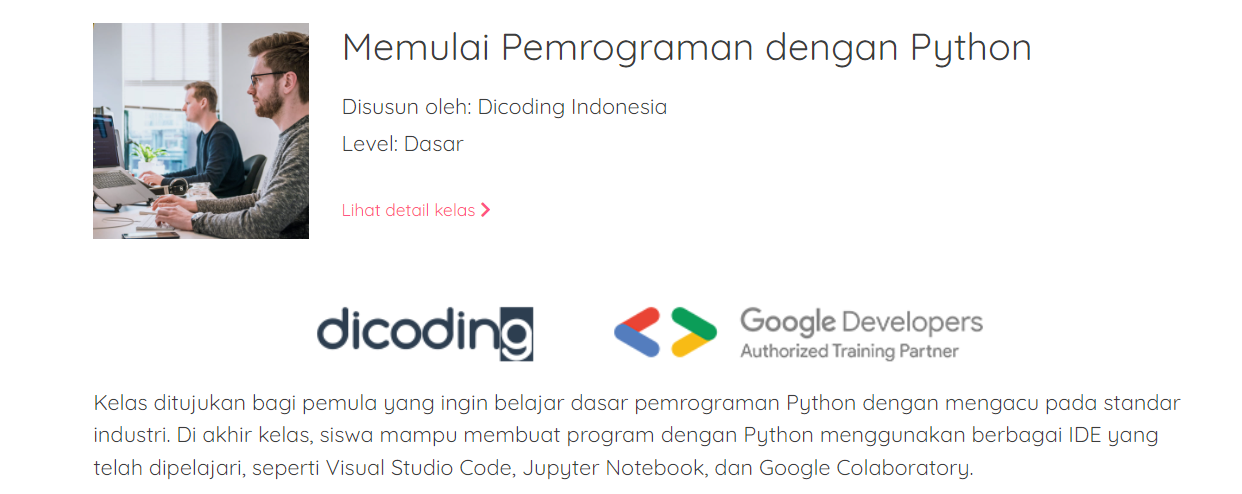 Memulai Pemrograman dengan Python
Disusun oleh: Dicoding Indonesia
Level: Dasar
Lihat detail kelas
dicoding
Google Developers
Authorized Training Partner
Kelas ditujukan bagi pemula yang ingin belajar dasar pemrograman Python dengan mengacu pada standar
industri. Di akhir kelas, siswa mampu membuat program dengan Python menggunakan berbagai IDE yang
telah dipelajari, seperti Visual Studio Code, Jupyter Notebook, dan Google Colaboratory.